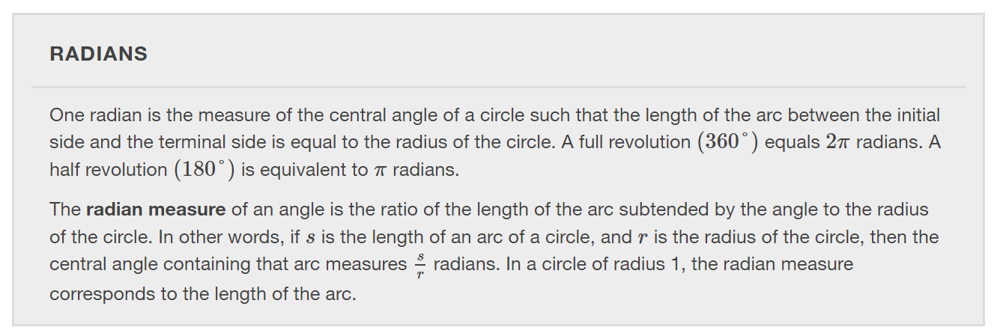 RADIANS
One radian is the measure of the central angle of a circle such that the length of the arc between the initial
side and the terminal side is equal to the radius of the circle. A full revolution (360°) equals 2π radians. A
half revolution (180°) is equivalent to π radians.
The radian measure of an angle is the ratio of the length of the arc subtended by the angle to the radius
of the circle. In other words, if s is the length of an arc of a circle, and r is the radius of the circle, then the
central angle containing that arc measures s/r radians. In a circle of radius 1, the radian measure
corresponds to the length of the arc.